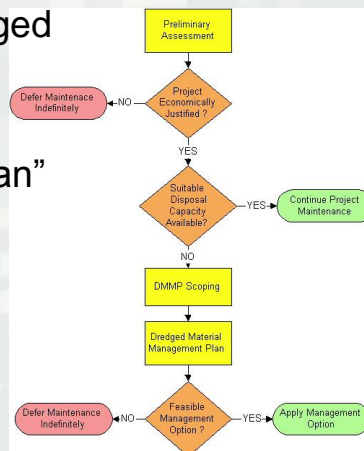 ged
an”
Preliminary
Assessment
Project
Economically
Justified ?
NO
Defer Maintenace
Indefinitely
YES
Suitable
Disposal
Capacity
Available?
YES
Continue Project
Maintenance
NO
DMMP Scoping
Dredged Material
Management Plan
Feasible
Management
Option ?
NO
Defer Maintenance
Indefinitely
YES
Apply Management
Option